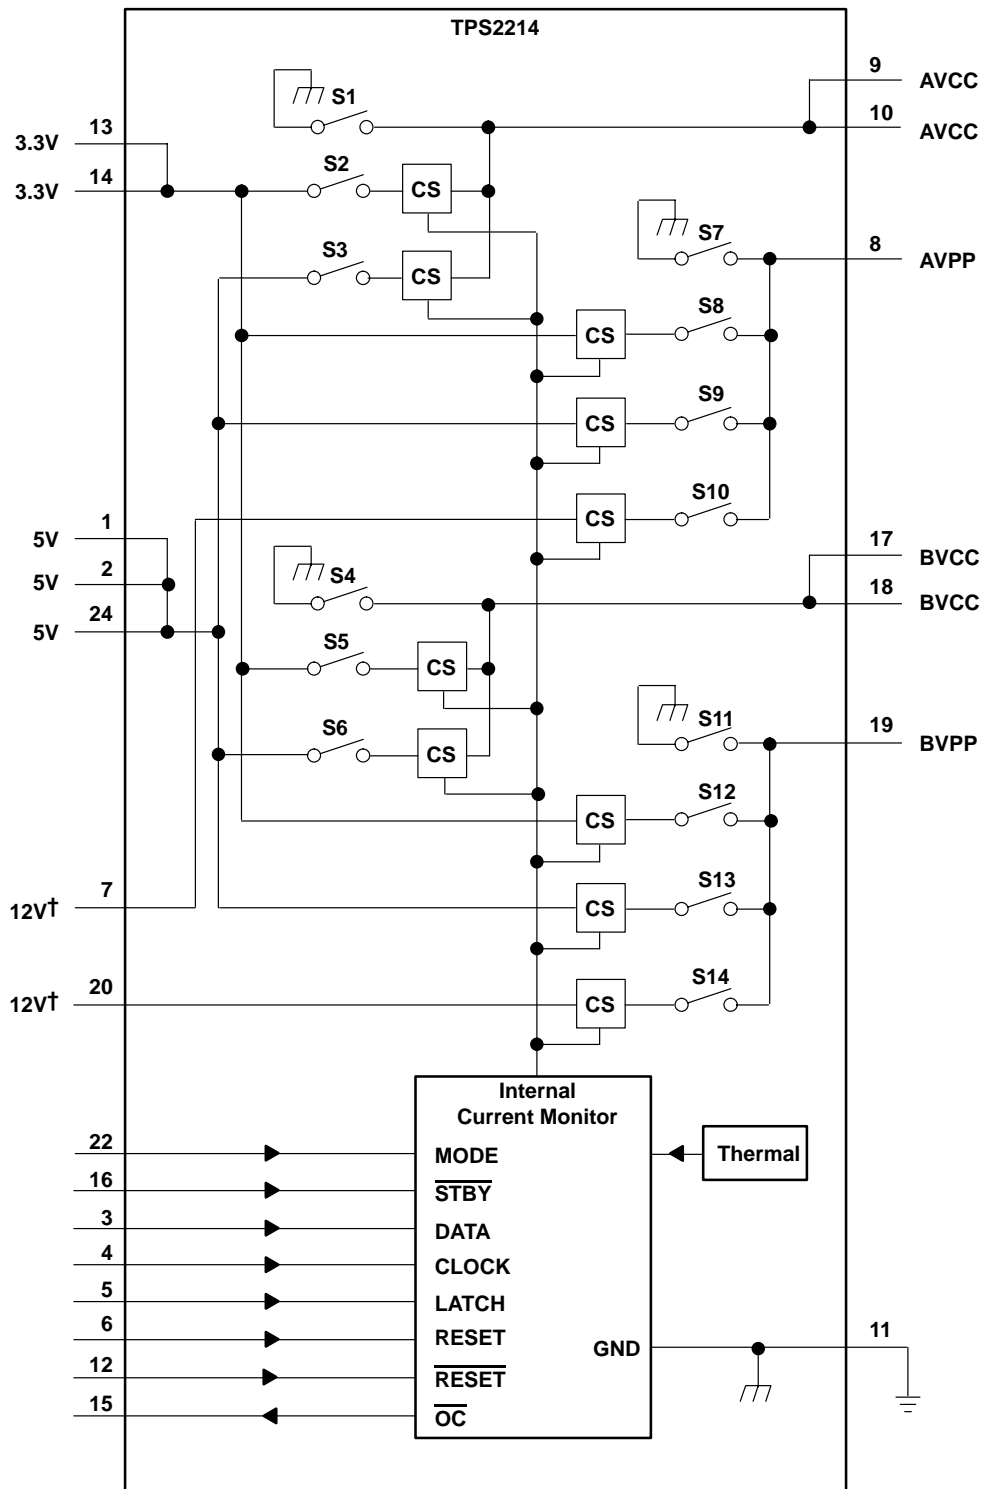 TPS2214
9
AVCC
S1
10
AVCC
13
3.3V
S2
14
3.3V
CS
S7
8
AVPP
S3
CS
S8
CS
S9
CS
S10
1
5V
CS
17
BVCC
2
5V
S4
18
BVCC
24
5V
S5
CS
S11
19
BVPP
S6
CS
S12
CS
7
12V†
S13
CS
20
12V†
S14
CS
Internal
Current Monitor
22
MODE
Thermal
16
STBY
3
DATA
4
CLOCK
5
LATCH
6
RESET
GND
11
12
RESET
15
OC